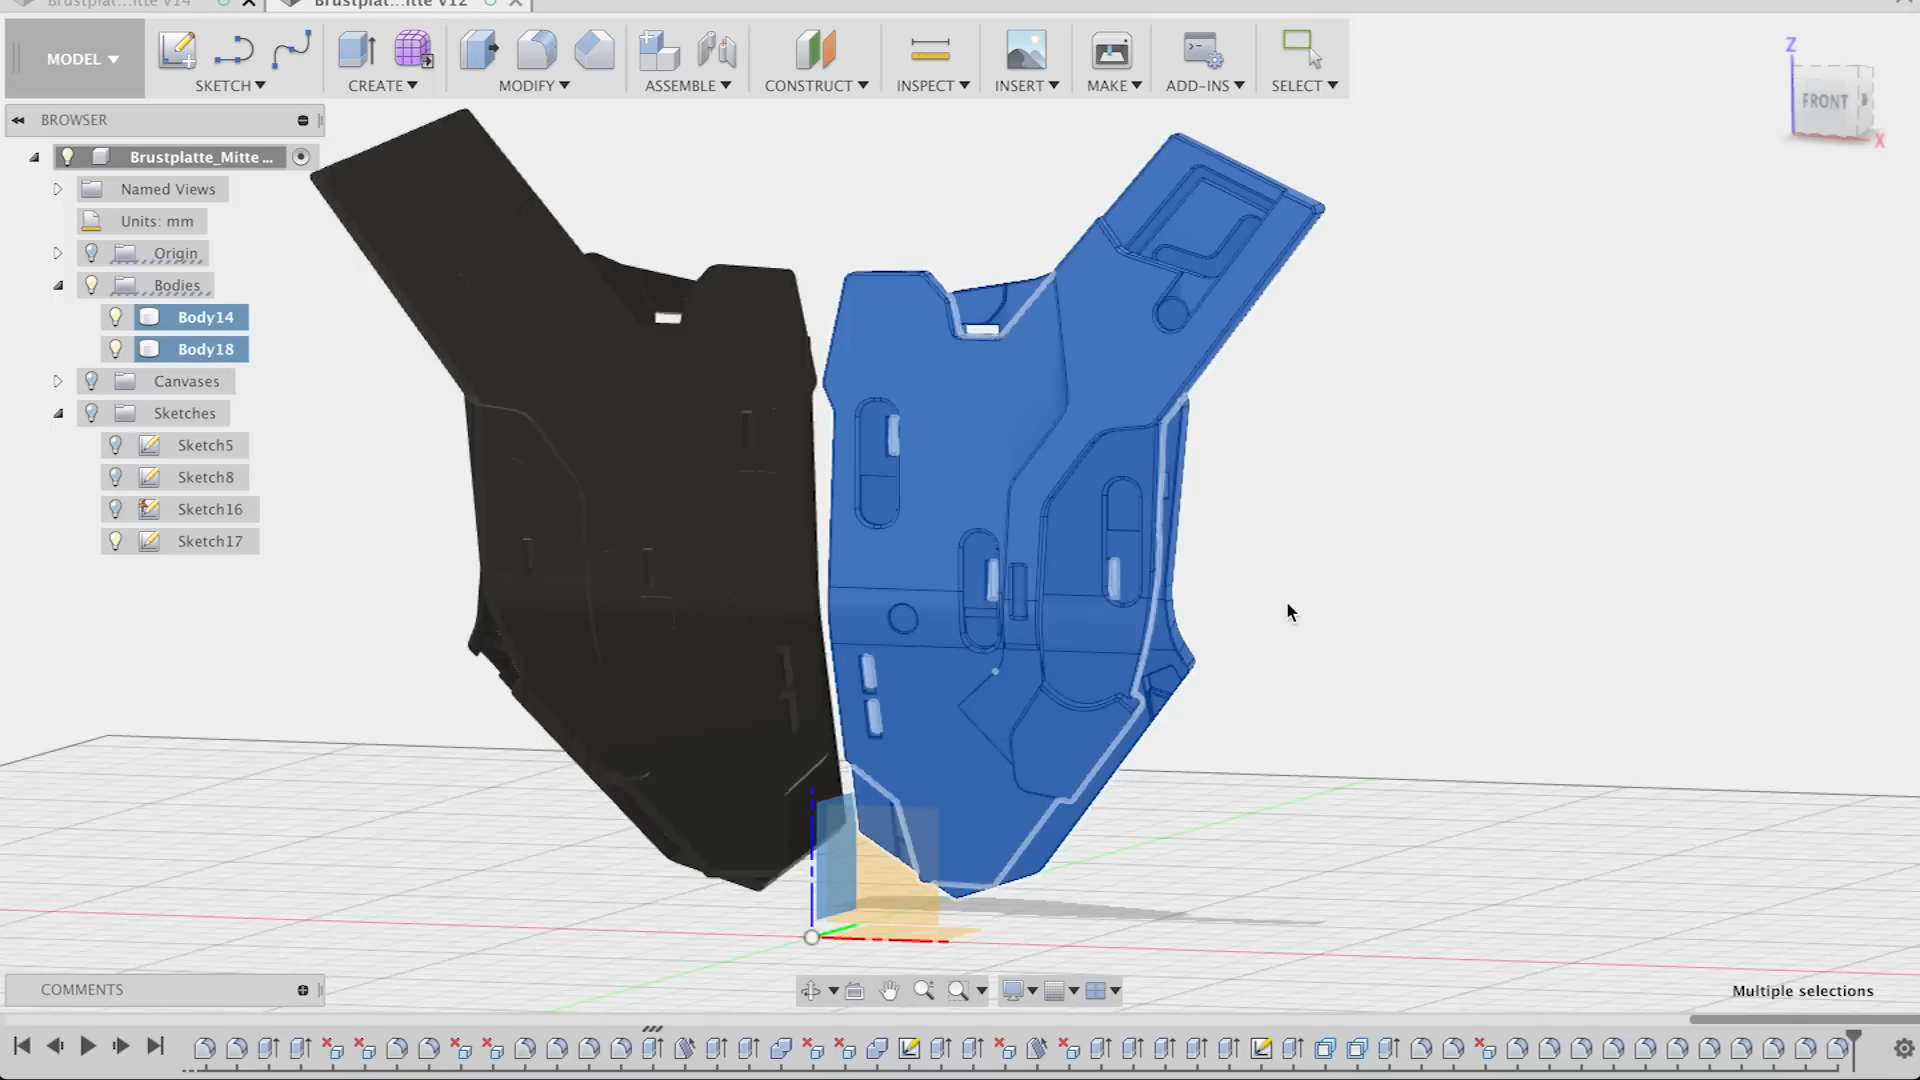 Brustplat...itte v14
Brustplat...itte v12
MODEL
SKETCH
CREATE
MODIFY
ASSEMBLE
CONSTRUCT
INSPECT
INSERT
MAKE
ADD-INS
SELECT
Z
FRONT
X
BROWSER
Brustplatte_Mitte ...
Named Views
Units: mm
Origin
Bodies
Body14
Body18
Canvases
Sketches
Sketch5
Sketch8
Sketch16
Sketch17
COMMENTS
Multiple selections